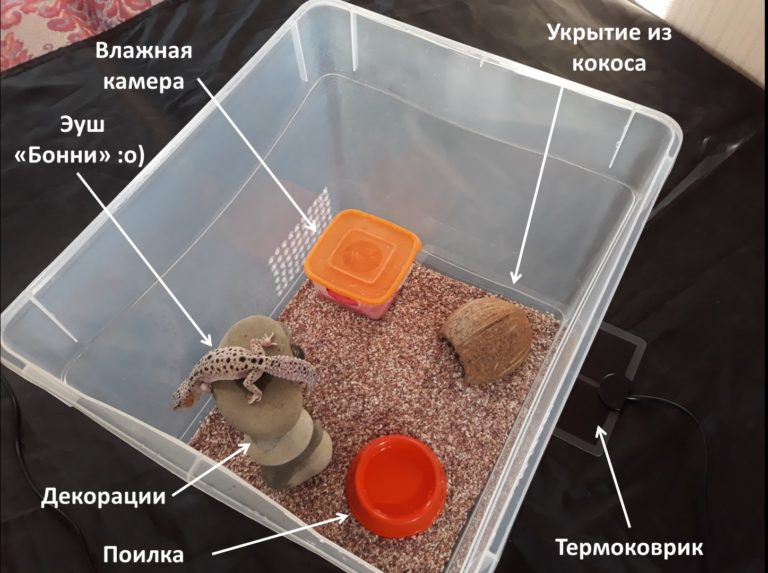 Влажная
камера
Укрытие из
кокоса
Эуш
«Бонни» :о)
Декорации
Поилка
Термоковрик